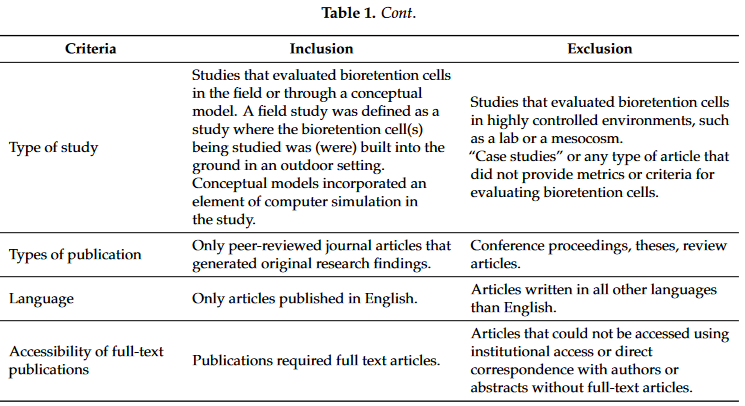 Table 1. Cont.
Criteria Inclusion Exclusion
Type of study
Studies that evaluated bioretention cells
in the field or through a conceptual
model. A field study was defined as a
study where the bioretention cell(s)
being studied was (were) built into the
ground in an outdoor setting.
Conceptual models incorporated an
element of computer simulation in
the study.
Studies that evaluated bioretention cells
in highly controlled environments, such
as a lab or a mesocosm.
“Case studies” or any type of article that
did not provide metrics or criteria for
evaluating bioretention cells.
Types of publication
Only peer-reviewed journal articles that
generated original research findings.
Conference proceedings, theses, review
articles.
Language
Only articles published in English.
Articles written in all other languages
than English.
Accessibility of full-text
publications
Publications required full text articles.
Articles that could not be accessed using
institutional access or direct
correspondence with authors or
abstracts without full-text articles.